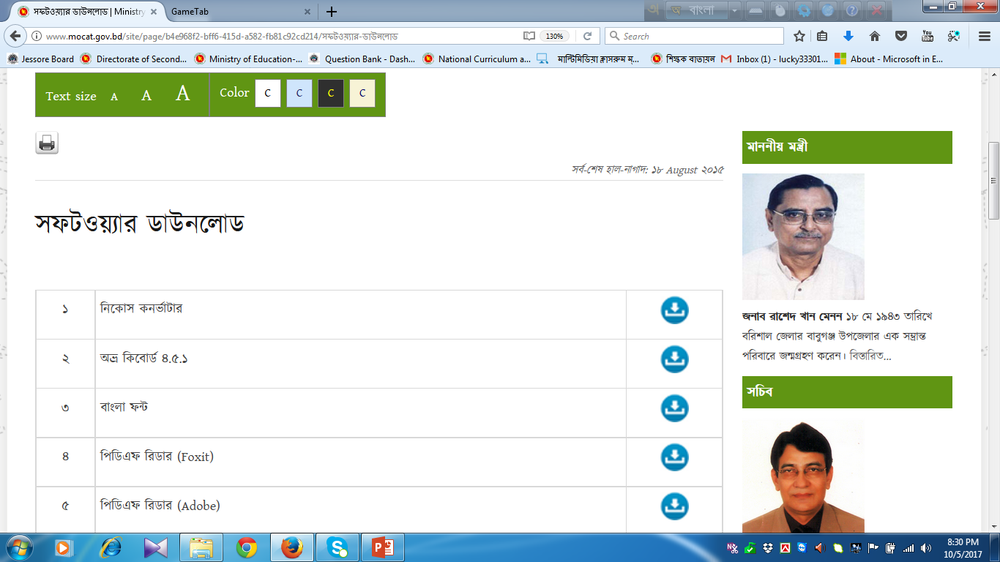 সফটওয়্যার ডাউনলোড | Ministry
GameTab
অ বাংলা
www.mocat.gov.bd/site/page/b4e968f2-bff6-415d-a582-fb81c92cd214/সফটওয়্যার-ডাউনলোড
130%
Search
Jessore Board
Directorate of Second...
Ministry of Education-...
Question Bank - Dash...
National Curriculum a...
মাল্টিমিডিয়া ক্লাসরুম ম্...
শিক্ষক বাতায়ন
Inbox (1) - lucky33301...
About - Microsoft in E...
Text size A A A
Color C C C C
সর্ব-শেষ হাল-নাগাদ: ১৮ August ২০১৫
সফটওয়্যার ডাউনলোড
১ নিকোস কনর্ভাটার
২ অভ্র কিবোর্ড ৪.৫.১
৩ বাংলা ফন্ট
৪ পিডিএফ রিডার (Foxit)
৫ পিডিএফ রিডার (Adobe)
মাননীয় মন্ত্রী
জনাব রাশেদ খান মেনন ১৮ মে ১৯৪৩ তারিখে
বরিশাল জেলার বাবুগঞ্জ উপজেলার এক সম্ভ্রান্ত
পরিবারে জন্মগ্রহণ করেন। বিস্তারিত...
সচিব
8:30 PM
10/5/2017